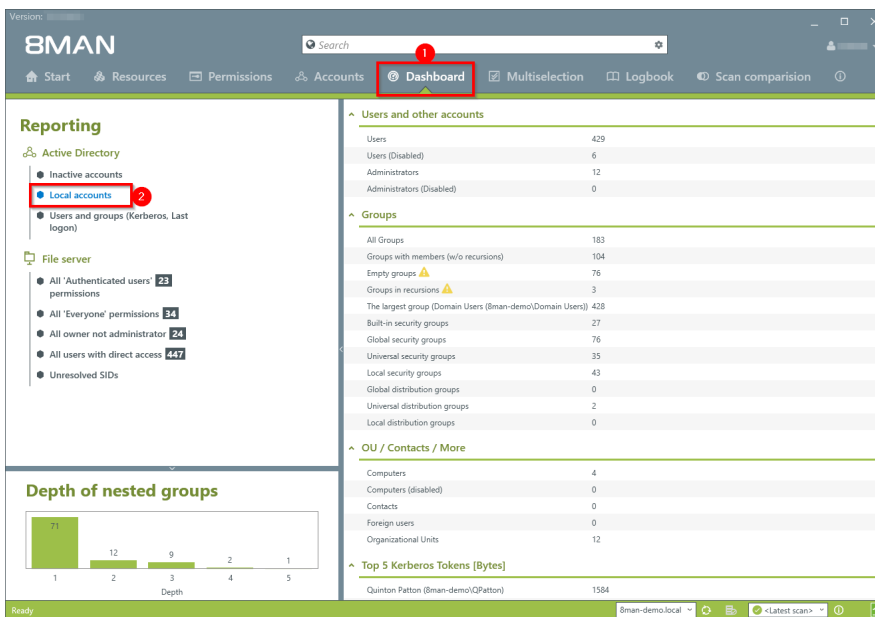 Version:
8MAN
Search
1
Start Resources Permissions Accounts Dashboard Multiselection Logbook Scan comparision
Reporting
Active Directory
Inactive accounts
Local accounts
2
Users and groups (Kerberos, Last
logon)
File server
All 'Authenticated users' 23
permissions
All 'Everyone' permissions 34
All owner not administrator 24
All users with direct access 447
Unresolved SIDs
Depth of nested groups
71
12
9
2
1
1 2 3 4 5
Depth
Users and other accounts
Users 429
Users (Disabled) 6
Administrators 12
Administrators (Disabled) 0
Groups
All Groups 183
Groups with members (w/o recursions) 104
Empty groups 76
Groups in recursions 3
The largest group (Domain Users (8man-demo\Domain Users)) 428
Built-in security groups 27
Global security groups 76
Universal security groups 35
Local security groups 43
Global distribution groups 0
Universal distribution groups 2
Local distribution groups 0
OU / Contacts / More
Computers 4
Computers (disabled) 0
Contacts 0
Foreign users 0
Organizational Units 12
Top 5 Kerberos Tokens [Bytes]
Quinton Patton (8man-demo\QPatton) 1584
Ready
8man-demo.local
<Latest scan>